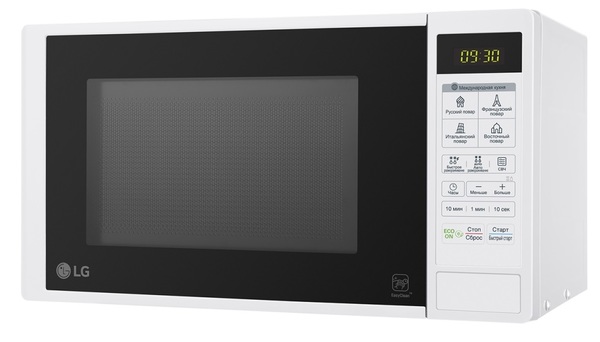 09:30
Международная кухня
Русский повар
Французский повар
Итальянский повар
Восточный повар
Быстрое размораживание
Авто размораживание
СВЧ
Часы
Меньше
Больше
10 мин
1 мин
10 сек
ECO ON
Стоп
Сброс
Старт
Быстрый старт
LG
EasyClean™